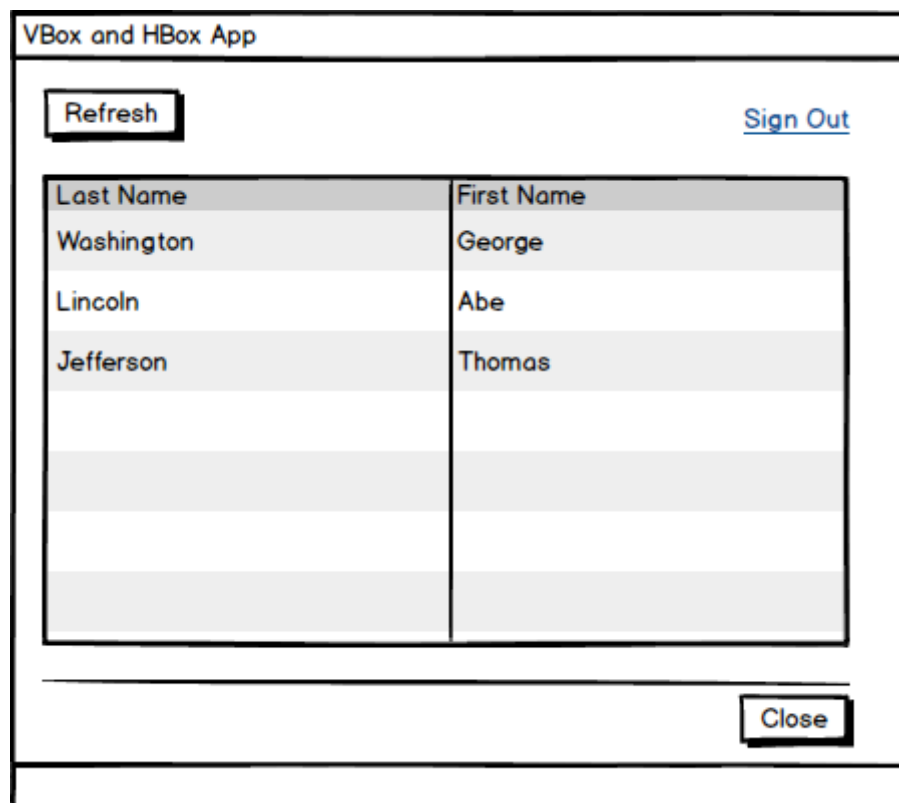 VBox and HBox App
Refresh
Sign Out
Last Name First Name
Washington George
Lincoln Abe
Jefferson Thomas
Close